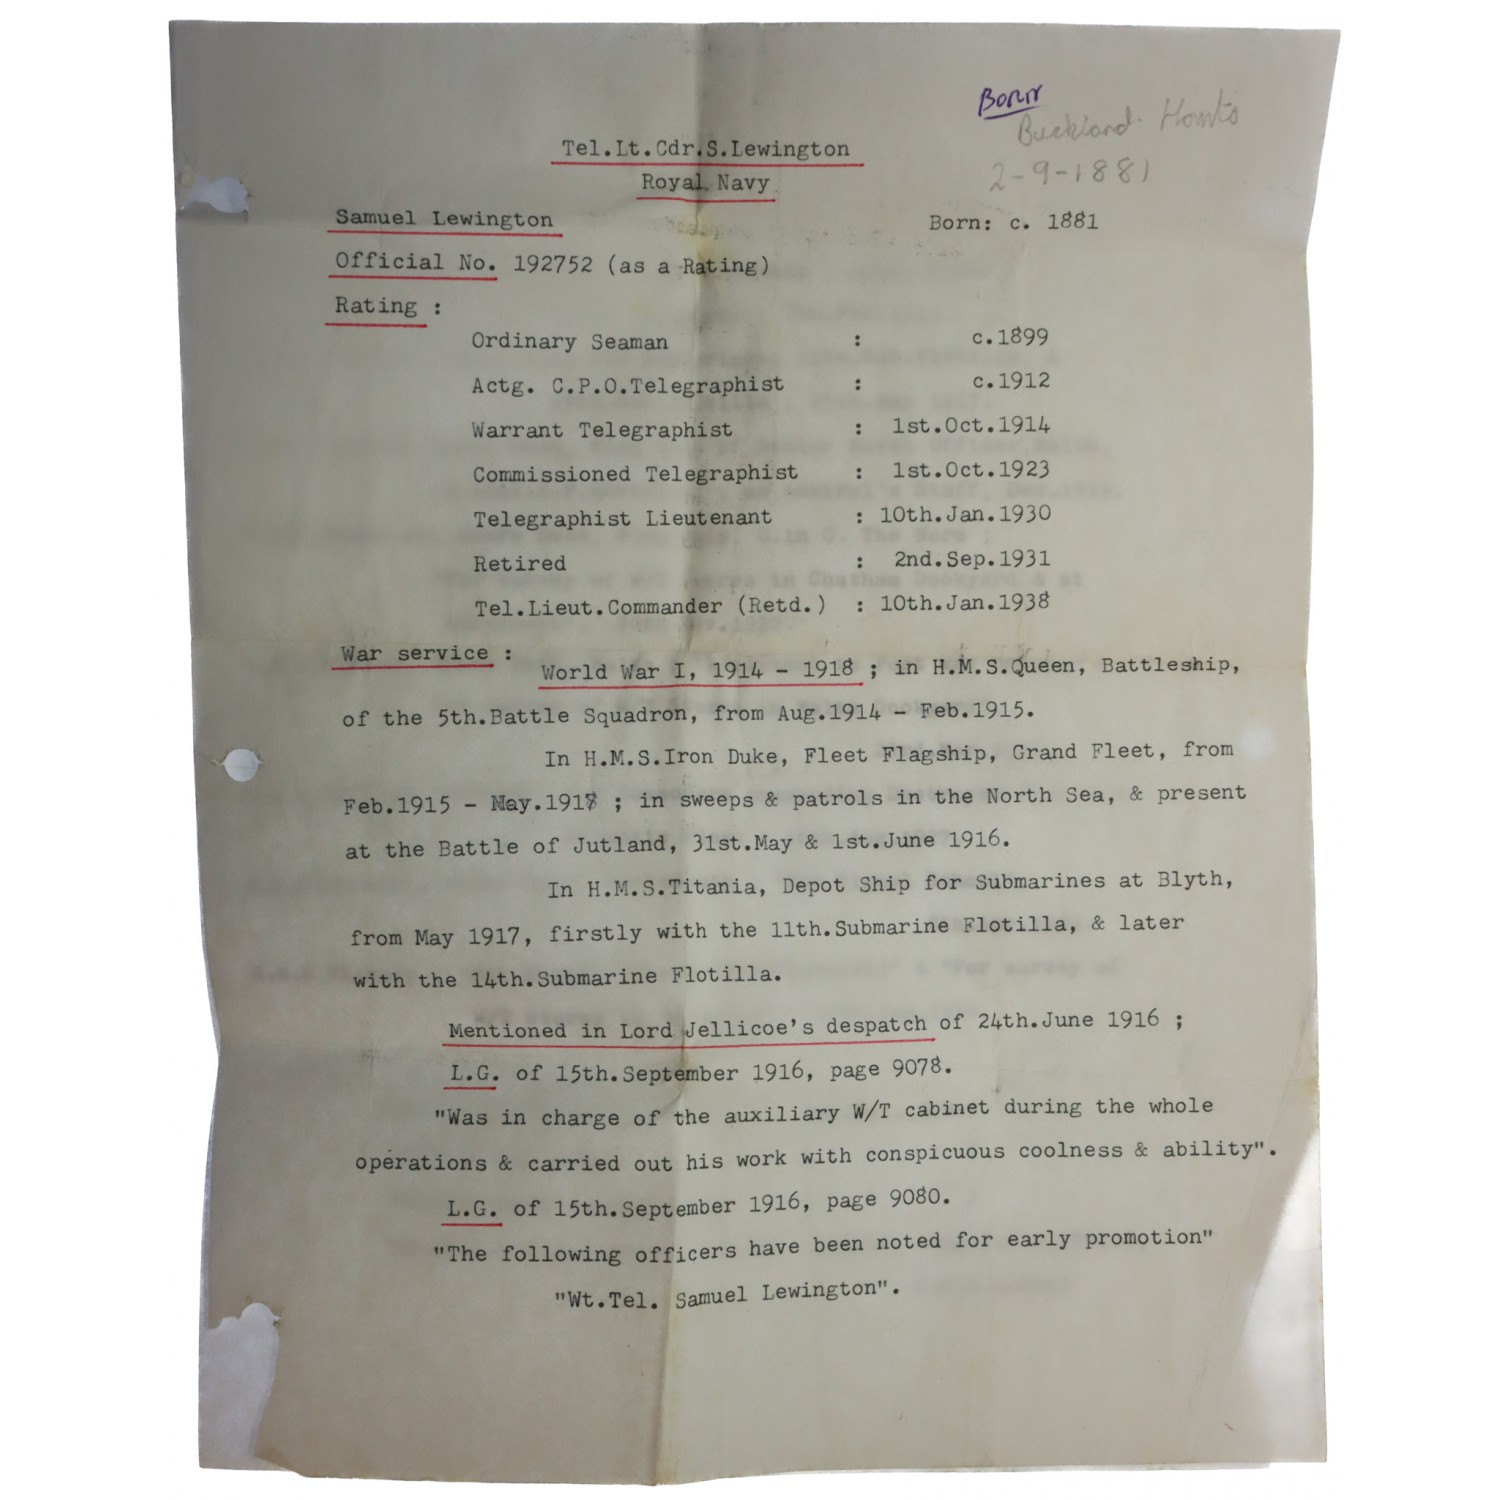 Born
Buckland. Hants
2-9-1881
Tel.Lt.Cdr.S.Lewington
Royal Navy
Samuel Lewington Born: c. 1881
Official No. 192752 (as a Rating)
Rating :
Ordinary Seaman : c.1899
Actg. C.P.O.Telegraphist : c.1912
Warrant Telegraphist : 1st.Oct.1914
Commissioned Telegraphist : 1st.Oct.1923
Telegraphist Lieutenant : 10th.Jan.1930
Retired : 2nd.Sep.1931
Tel.Lieut.Commander (Retd.) : 10th.Jan.1938
War service :
World War I, 1914 - 1918 ; in H.M.S.Queen, Battleship,
of the 5th.Battle Squadron, from Aug.1914 - Feb.1915.
In H.M.S.Iron Duke, Fleet Flagship, Grand Fleet, from
Feb.1915 - May.1917 ; in sweeps & patrols in the North Sea, & present
at the Battle of Jutland, 31st.May & 1st.June 1916.
In H.M.S.Titania, Depot Ship for Submarines at Blyth,
from May 1917, firstly with the 11th.Submarine Flotilla, & later
with the 14th.Submarine Flotilla.
Mentioned in Lord Jellicoe's despatch of 24th.June 1916 ;
L.G. of 15th.September 1916, page 9078.
"Was in charge of the auxiliary W/T cabinet during the whole
operations & carried out his work with conspicuous coolness & ability".
L.G. of 15th.September 1916, page 9080.
"The following officers have been noted for early promotion"
"Wt.Tel. Samuel Lewington".